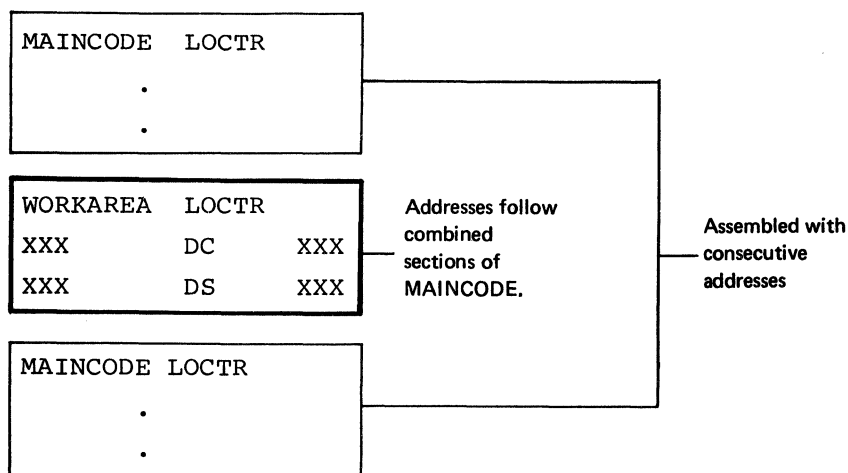 MAINCODE LOCTR
.
.
WORKAREA LOCTR
XXX DC XXX
XXX DS XXX
Addresses follow
combined
sections of
MAINCODE.
Assembled with
consecutive
addresses
MAINCODE LOCTR
.
.